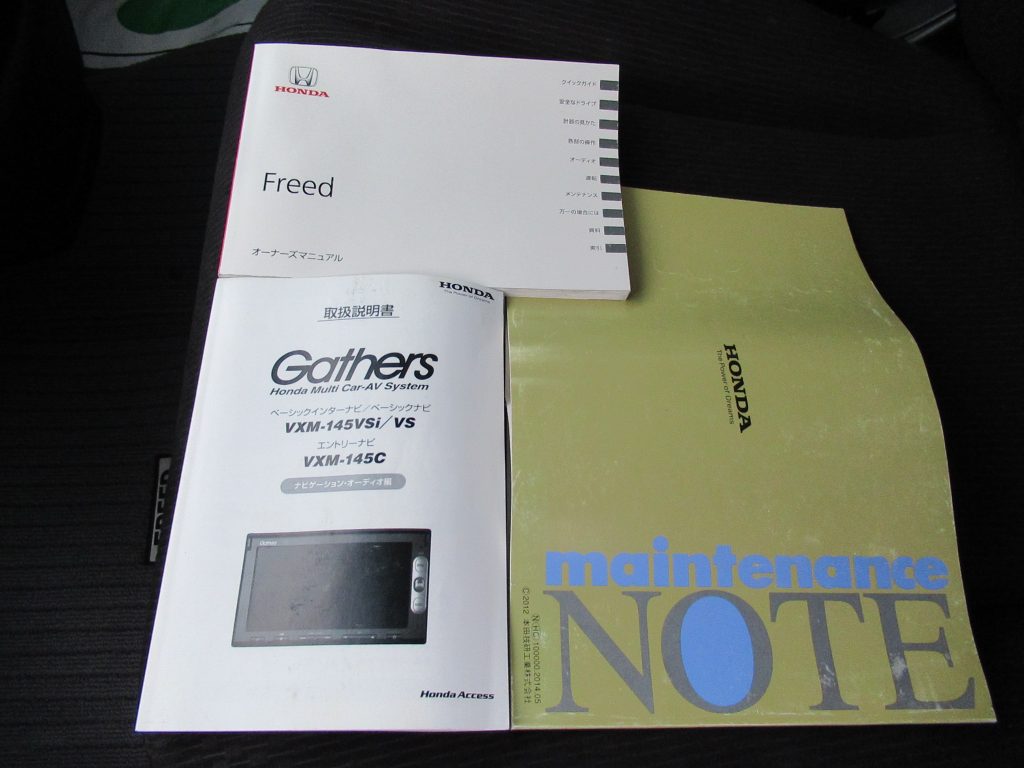 HONDA
Freed
オーナーズマニュアル
クイックガイド
安全なドライブ
計器の見かた
各部の操作
オーディオ
運転
メンテナンス
万一の場合には
資料
索引
HONDA
The Power of Dreams
取扱説明書
Gathers
Honda Multi Car-AV System
ベーシックインターナビ/ベーシックナビ
VXM-145VSi/VS
エントリーナビ
VXM-145C
ナビゲーション・オーディオ編
Gathers
Honda Access
HONDA
The Power of Dreams
maintenance
NOTE
©2012 本田技研工業株式会社
FREED